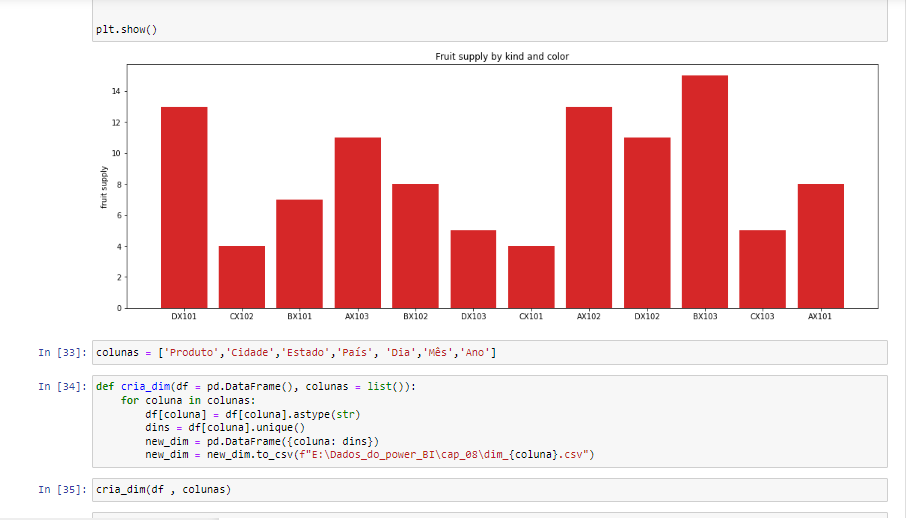 plt.show()
Fruit supply by kind and color
14
12
10
8
6
4
2
0
fruit supply
DX101 CX102 BX101 AX103 BX102 DX103 CX101 AX102 DX102 BX103 CX103 AX101
In [33]: colunas = ['Produto','Cidade','Estado','País', 'Dia','Mês','Ano']
In [34]: def cria_dim(df = pd.DataFrame(), colunas = list()):
for coluna in colunas:
df[coluna] = df[coluna].astype(str)
dins = df[coluna].unique()
new_dim = pd.DataFrame({coluna: dins})
new_dim = new_dim.to_csv(f"E:\Dados_do_power_BI\cap_08\dim_{coluna}.csv")
In [35]: cria_dim(df , colunas)